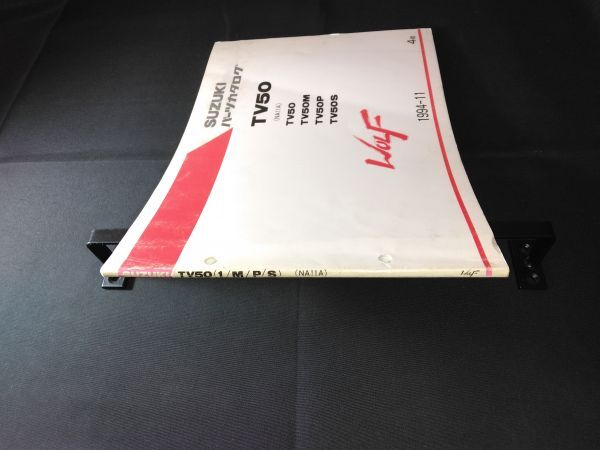 SUZUKI
パーツカタログ
TV50
(NA11A)
TV50
TV50M
TV50P
TV50S
WOLF
4版
1994-11
SUZUKI TV50(1/M/P/S) (NA11A) WOLF